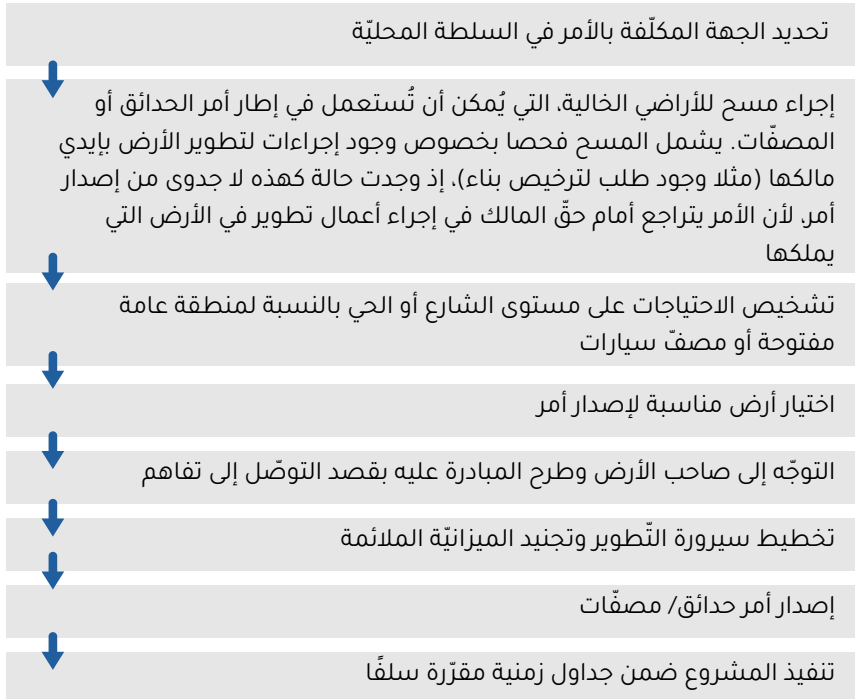 تحديد الجهة المكلّفة بالأمر في السلطة المحليّة
إجراء مسح للأراضي الخالية، التي يُمكن أن تُستعمل في إطار أمر الحدائق أو
المصفّات. يشمل المسح فحصا بخصوص وجود إجراءات لتطوير الأرض بإيدي
مالكها (مثلا وجود طلب لترخيص بناء)، إذ وجدت حالة كهذه لا جدوى من إصدار
أمر، لأن الأمر يتراجع أمام حقّ المالك في إجراء أعمال تطوير في الأرض التي
يملكها
تشخيص الاحتياجات على مستوى الشارع أو الحي بالنسبة لمنطقة عامة
مفتوحة أو مصفّ سيارات
اختيار أرض مناسبة لإصدار أمر
التوجّه إلى صاحب الأرض وطرح المبادرة عليه بقصد التوصّل إلى تفاهم
تخطيط سيرورة التّطوير وتجنيد الميزانيّة الملائمة
إصدار أمر حدائق/ مصفّات
تنفيذ المشروع ضمن جداول زمنية مقرّرة سلفًا